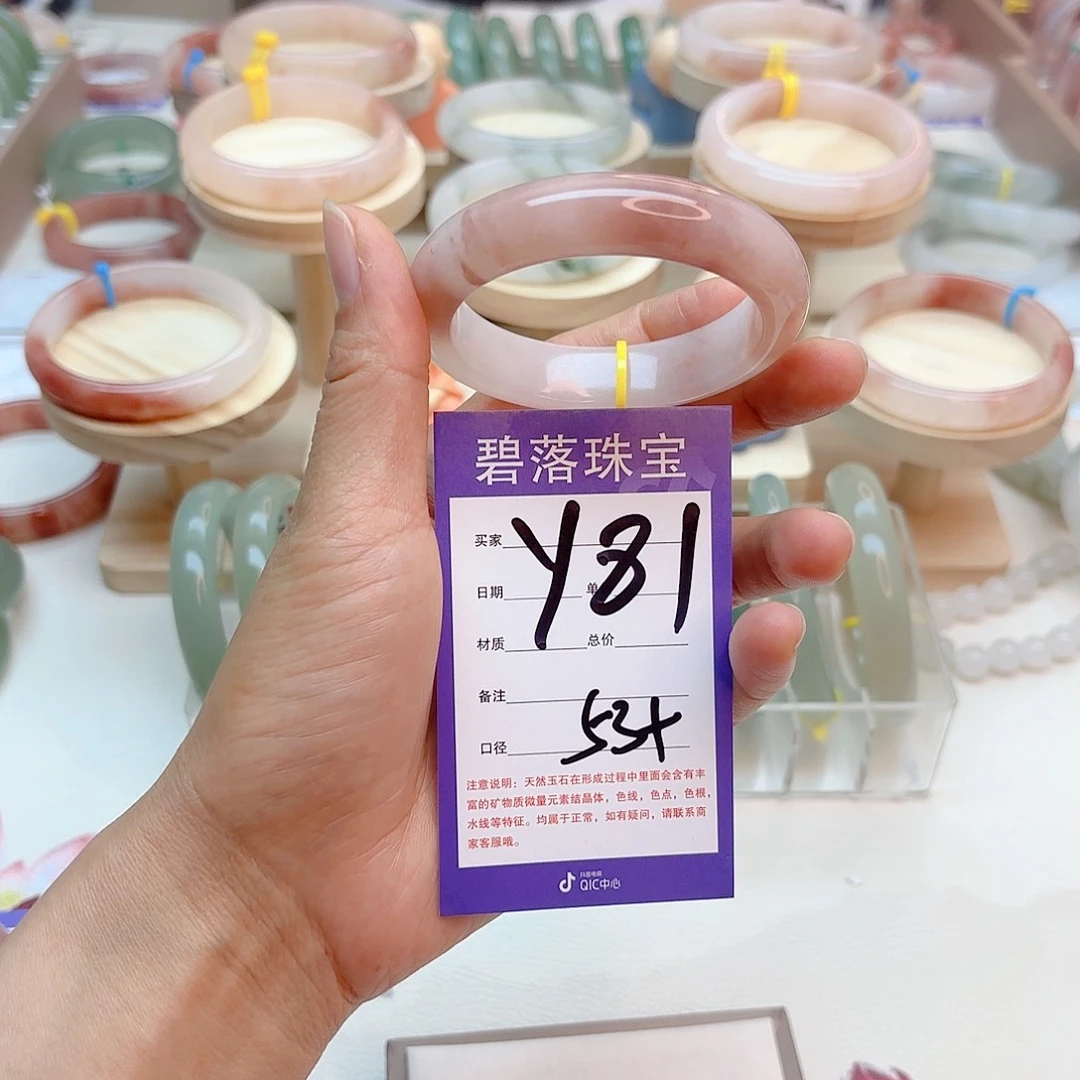 碧落珠宝
买家
Y81
日期 单
材质 总价
备注
口径 53+
注意说明：天然玉石在形成过程中里面会含有丰
富的矿物质微量元素结晶体，色线，色点，色根，
水线等特征。均属于正常，如有疑问，请联系商
家客服哦。
抖音电商
QIC中心